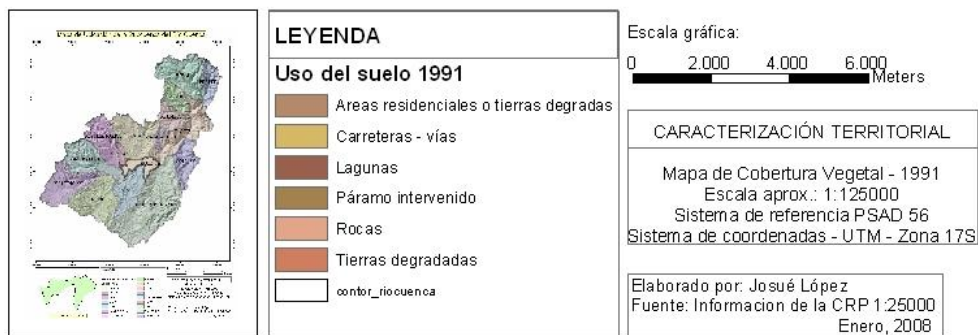 LEYENDA
Uso del suelo 1991
Areas residenciales o tierras degradadas
Carreteras - vías
Lagunas
Páramo intervenido
Rocas
Tierras degradadas
contor_riocuenca
Escala gráfica:
0 2.000 4.000 6.000
Meters
CARACTERIZACIÓN TERRITORIAL
Mapa de Cobertura Vegetal - 1991
Escala aprox.: 1:125000
Sistema de referencia PSAD 56
Sistema de coordenadas - UTM - Zona 17S
Elaborado por: Josué López
Fuente: Informacion de la CRP 1:25000
Enero, 2008